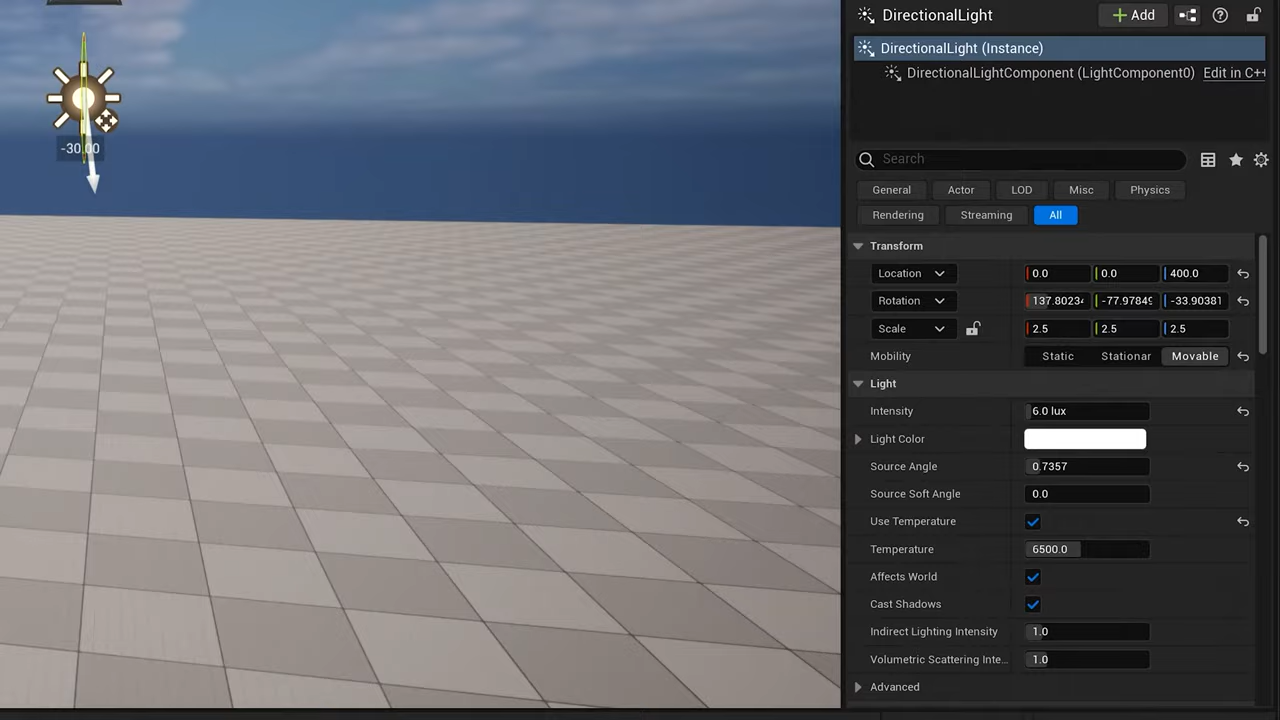 DirectionalLight
Add
DirectionalLight (Instance)
DirectionalLightComponent (LightComponent0) Edit in C++
-30.00
Search
General Actor LOD Misc Physics
Rendering Streaming All
Transform
Location 0.0 0.0 400.0
Rotation 137.80234 -77.97849 -33.90381
Scale 2.5 2.5 2.5
Mobility Static Stationar Movable
Light
Intensity 6.0 lux
Light Color
Source Angle 0.7357
Source Soft Angle 0.0
Use Temperature
Temperature 6500.0
Affects World
Cast Shadows
Indirect Lighting Intensity 1.0
Volumetric Scattering Inte... 1.0
Advanced